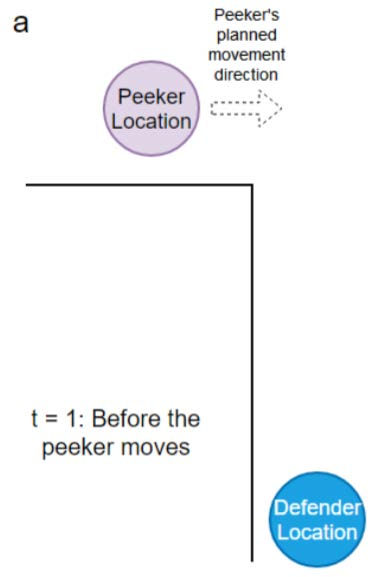 a
Peeker's
planned
movement
direction
Peeker
Location
t = 1: Before the
peeker moves
Defender
Location